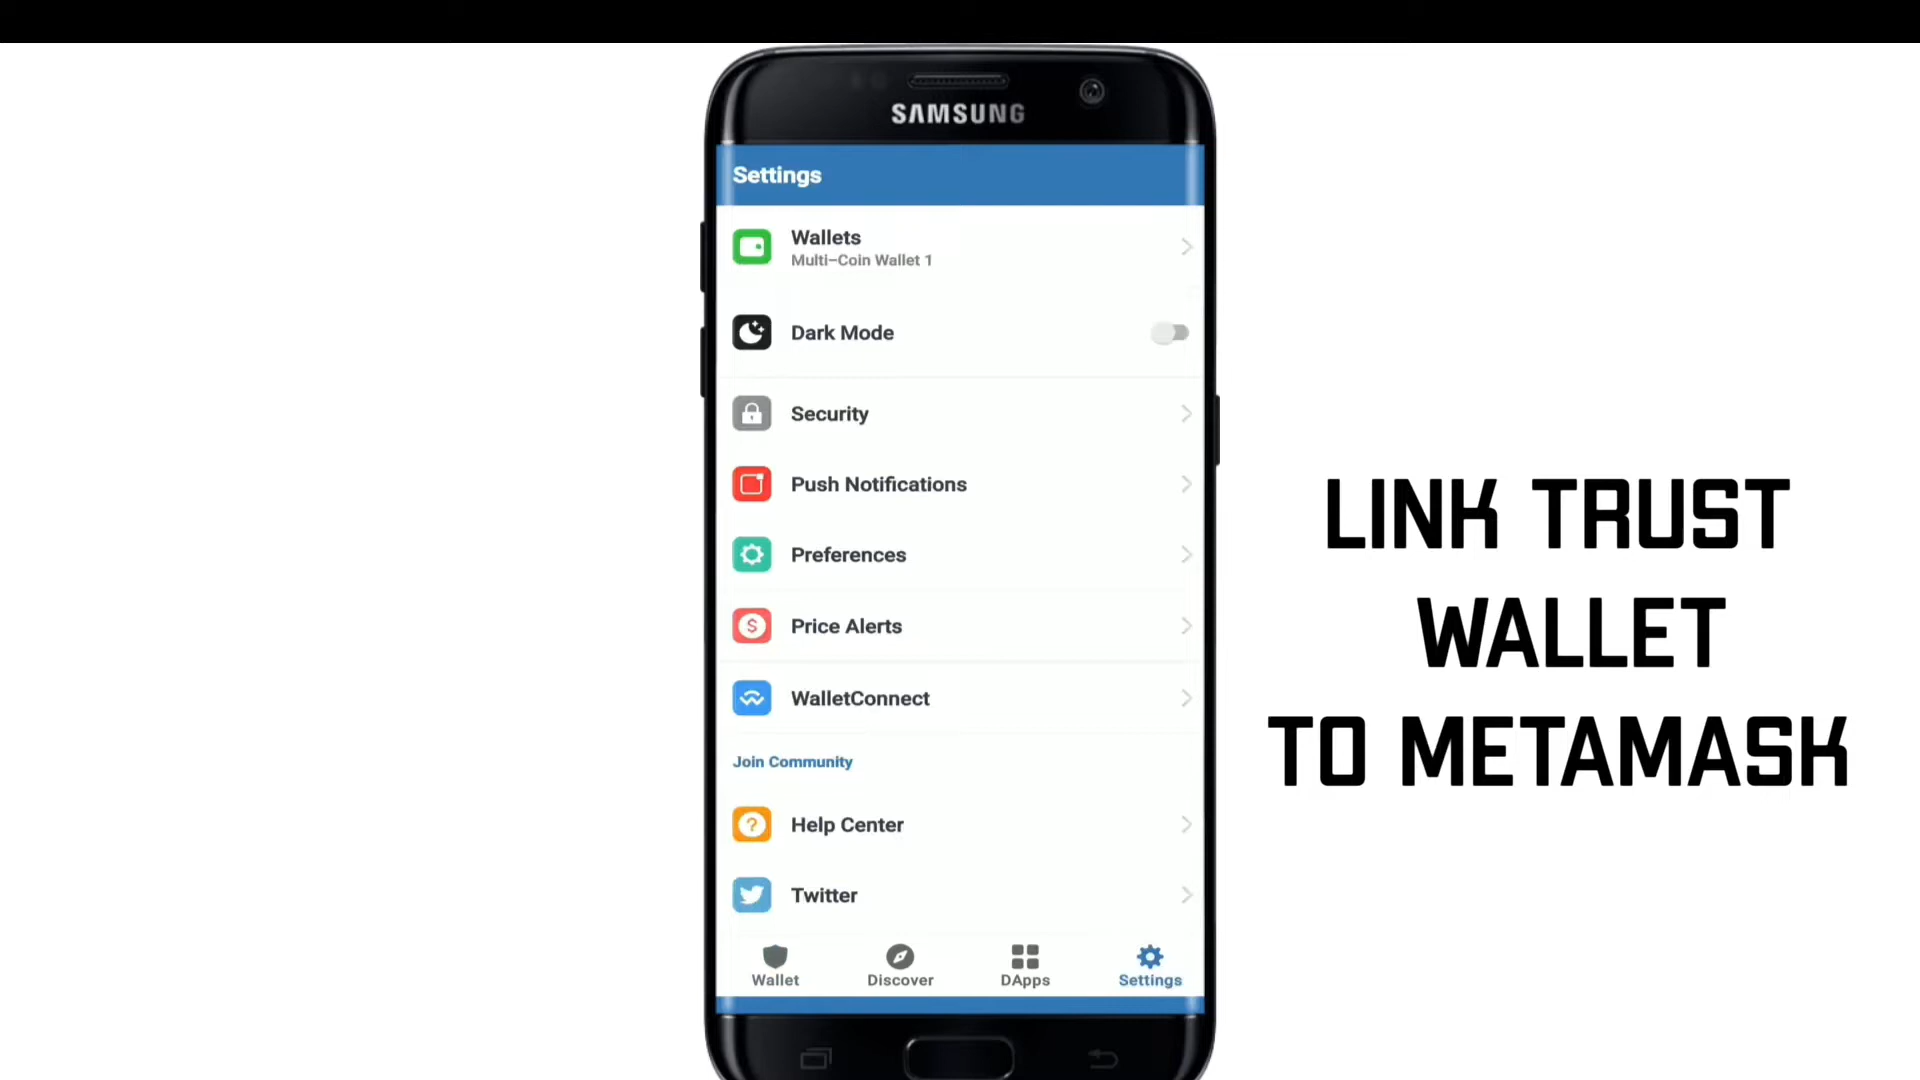 SAMSUNG
Settings
Wallets
Multi-Coin Wallet 1
Dark Mode
Security
Push Notifications
Preferences
Price Alerts
WalletConnect
Join Community
Help Center
Twitter
Wallet
Discover
DApps
Settings
LINK TRUST
WALLET
TO METAMASK